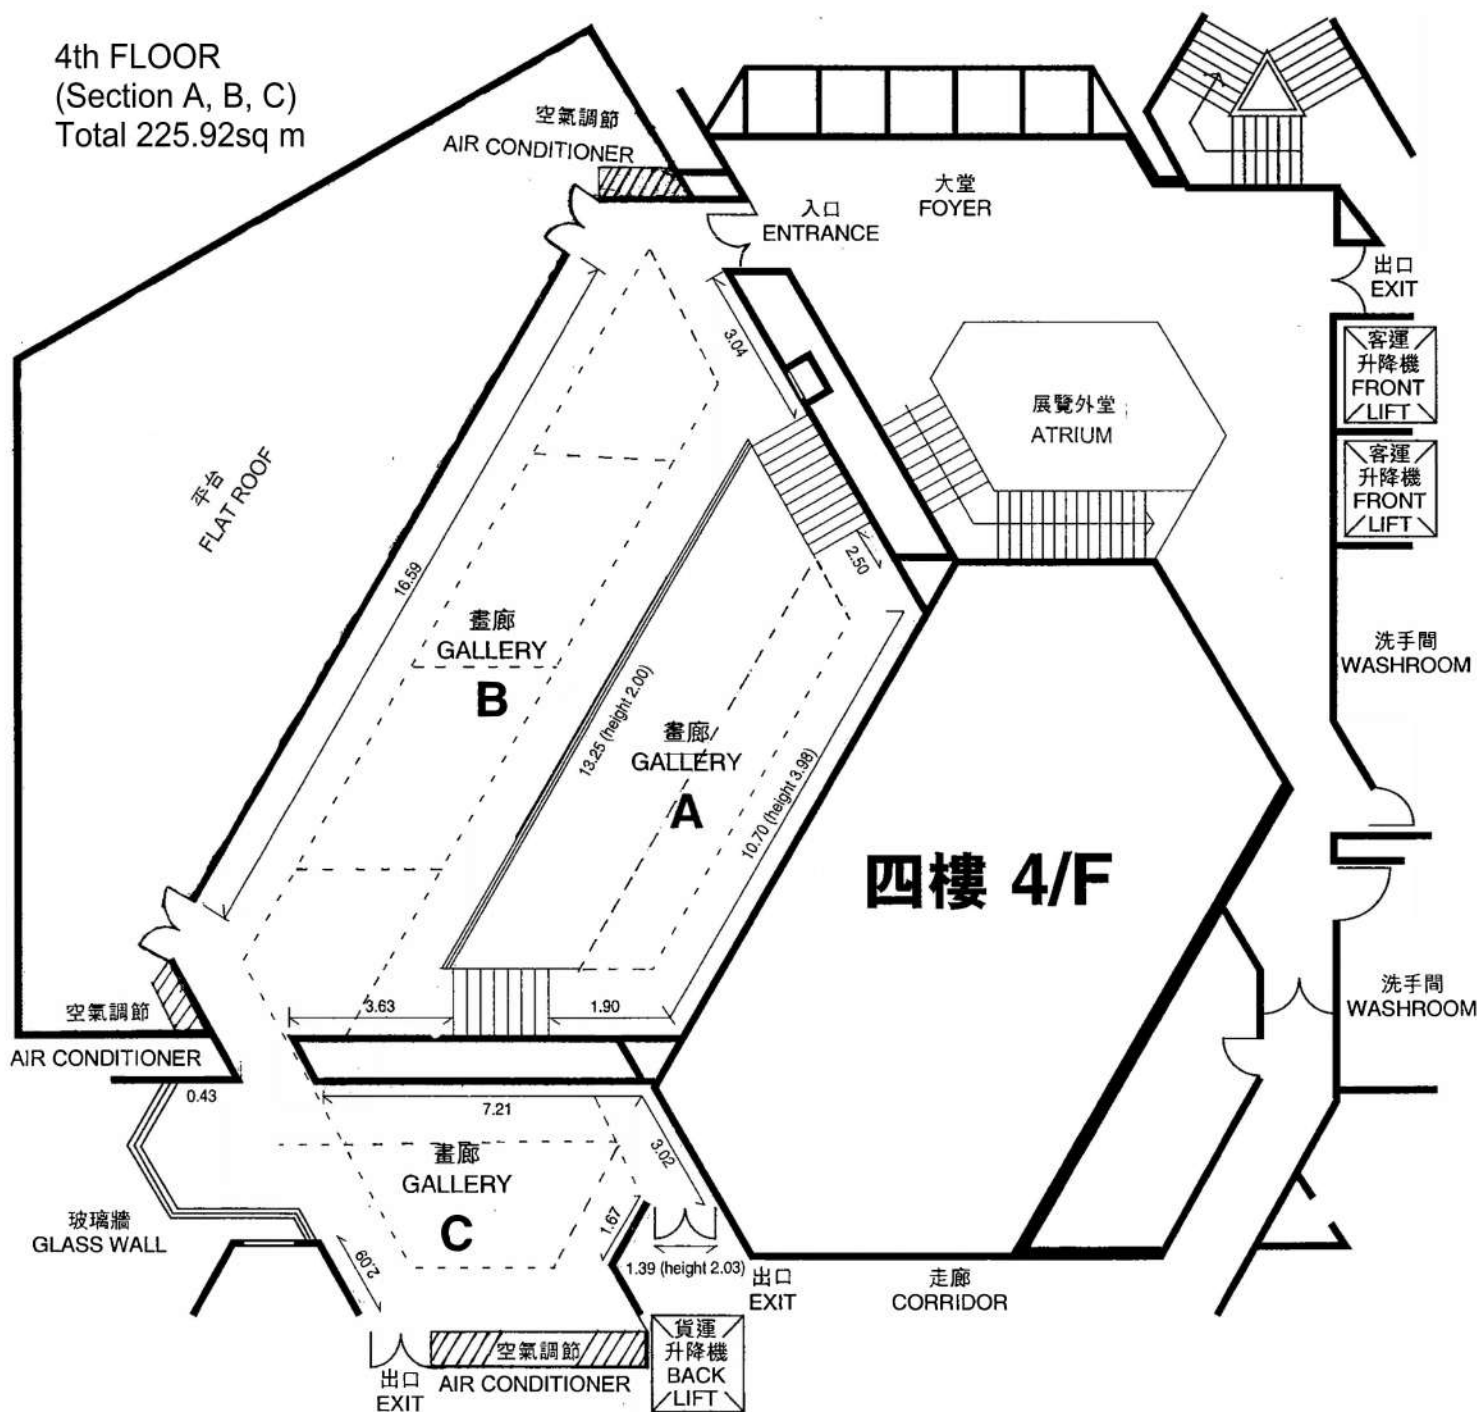 4th FLOOR
(Section A, B, C)
Total 225.92sq m
空氣調節
AIR CONDITIONER
大堂
FOYER
入口
ENTRANCE
出口
EXIT
客運
升降機
FRONT
LIFT
3.04
展覽外堂
ATRIUM
客運
升降機
FRONT
LIFT
平台
FLAT ROOF
16.59
2.50
畫廊
GALLERY
B
13.25 (height 2.00)
畫廊
GALLERY
A
10.70 (height 3.98)
洗手間
WASHROOM
四樓 4/F
空氣調節
AIR CONDITIONER
3.63
1.90
洗手間
WASHROOM
0.43
7.21
3.02
畫廊
GALLERY
C
玻璃牆
GLASS WALL
2.09
1.67
1.39 (height 2.03)
出口
EXIT
走廊
CORRIDOR
空氣調節
AIR CONDITIONER
出口
EXIT
貨運
升降機
BACK
LIFT